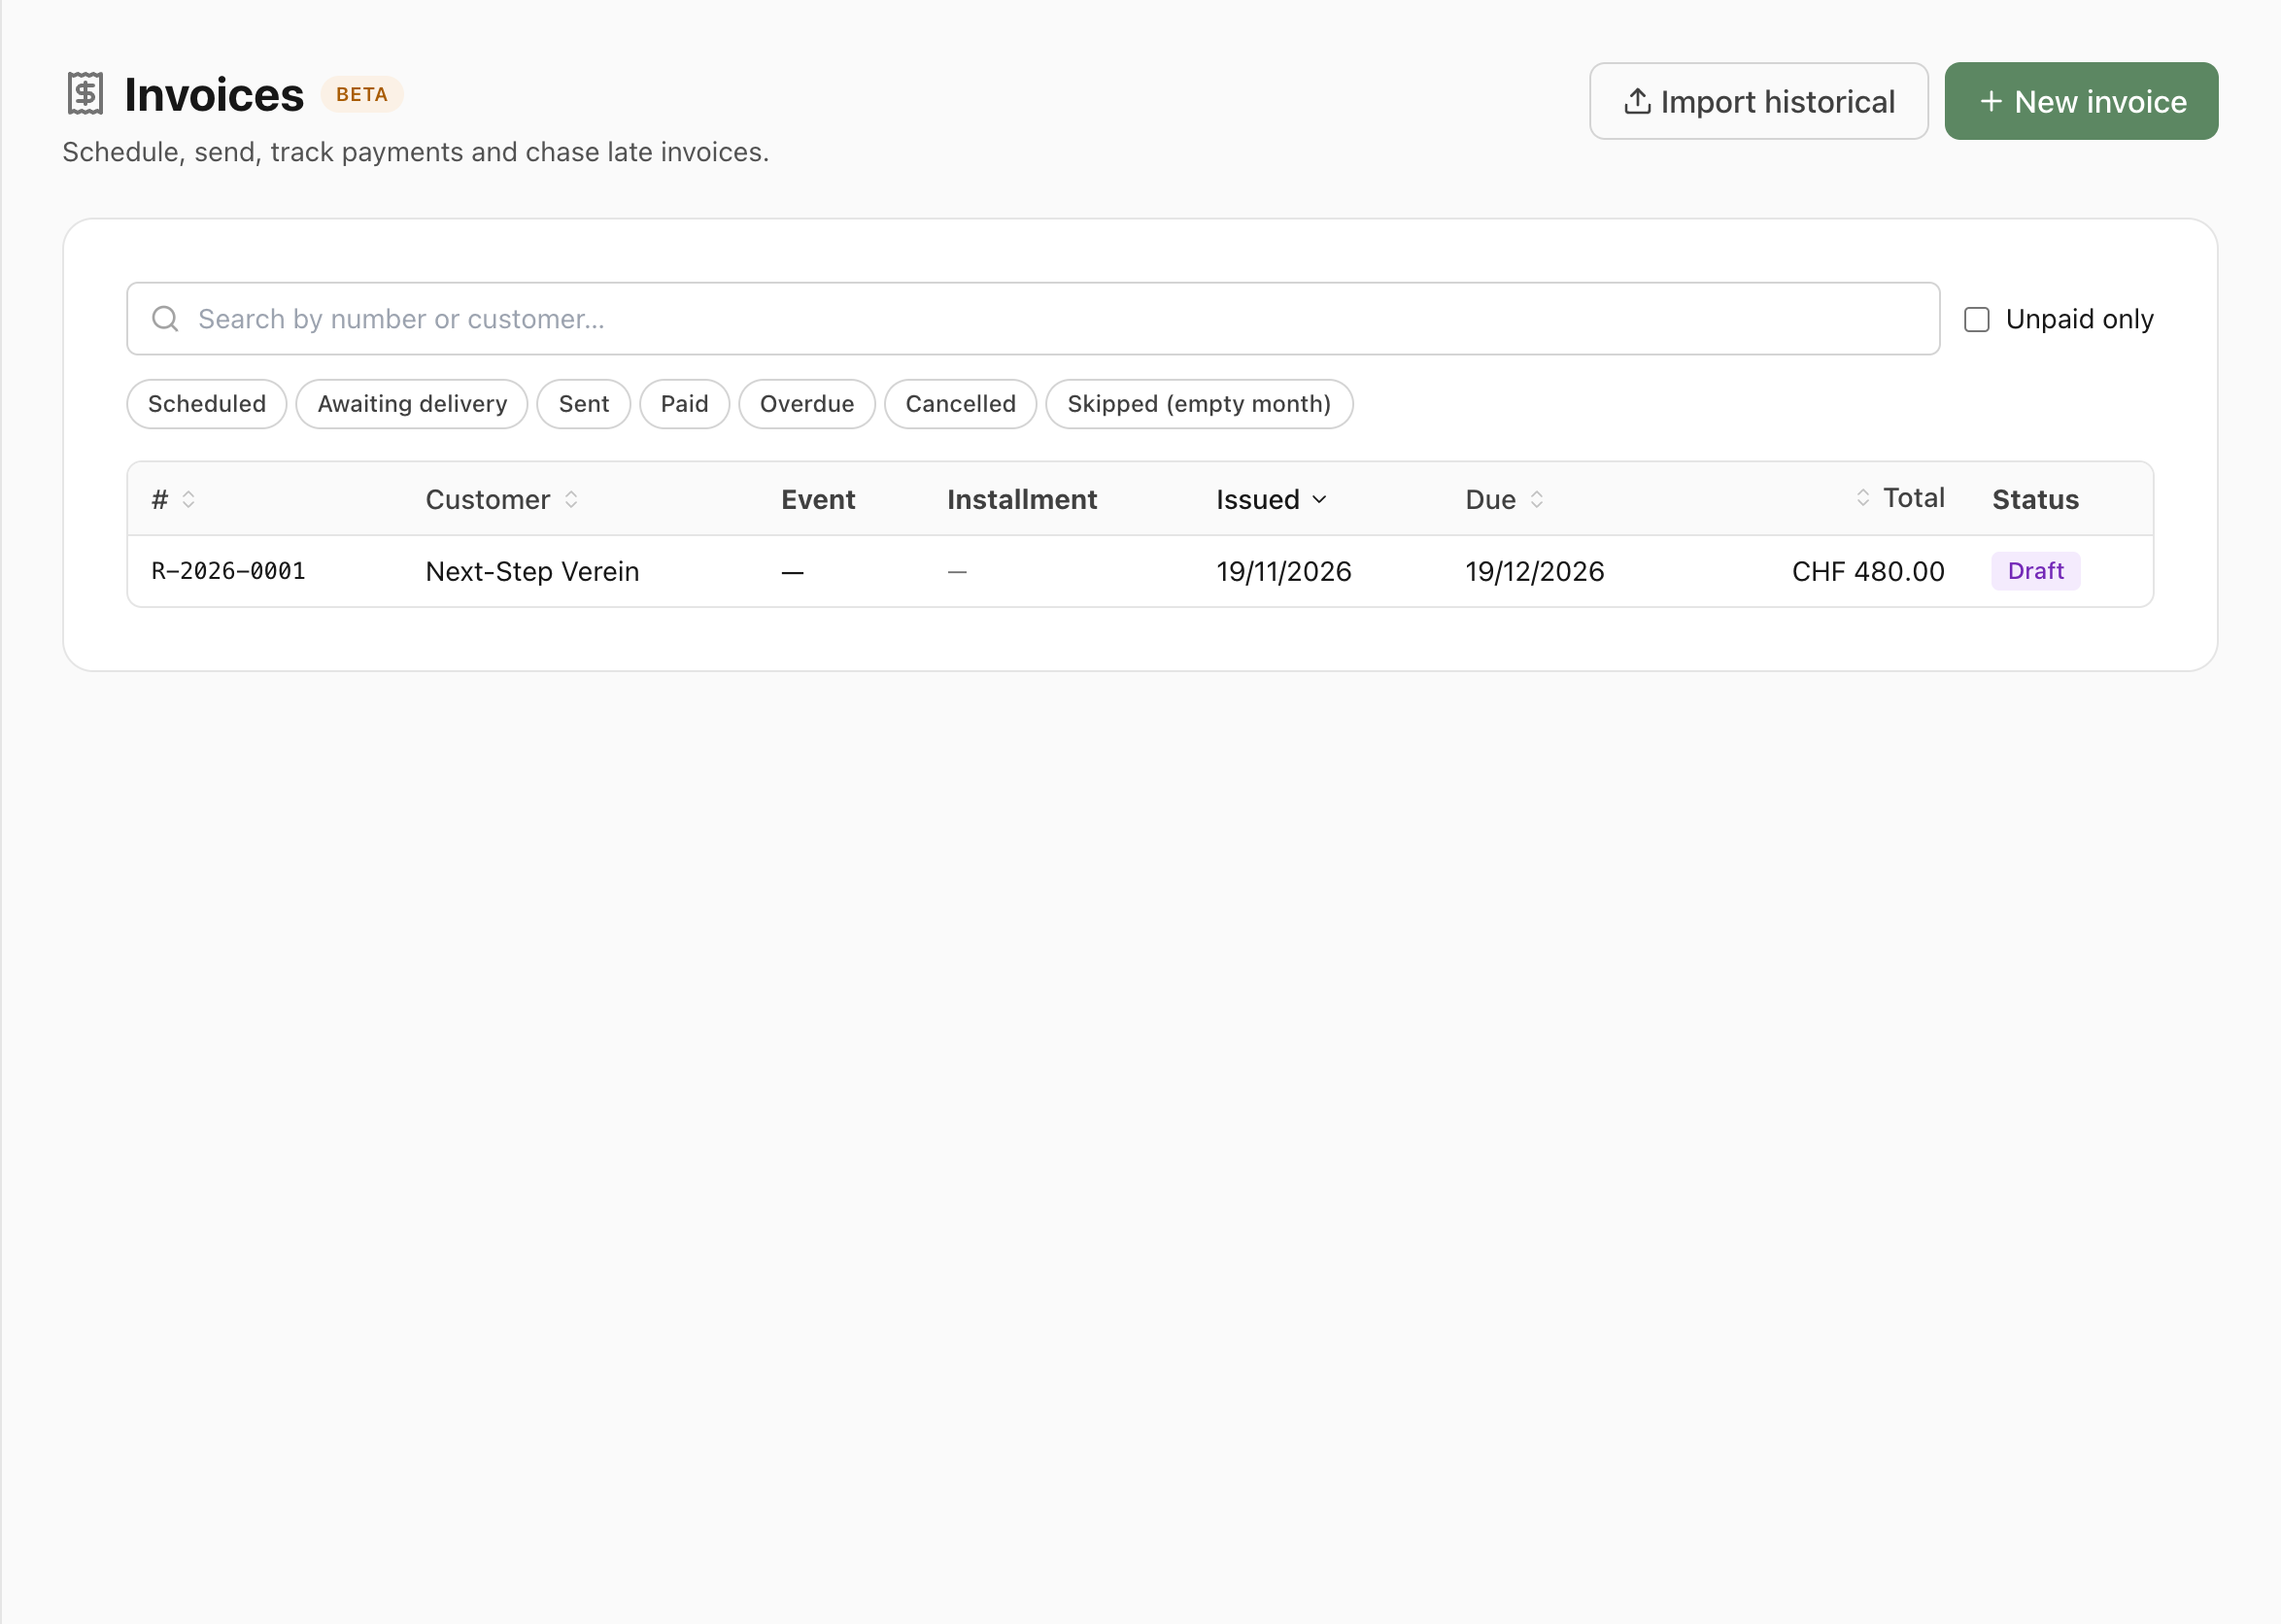 Invoices BETA
Import historical
+ New invoice
Schedule, send, track payments and chase late invoices.
Search by number or customer...
Unpaid only
Scheduled Awaiting delivery Sent Paid Overdue Cancelled Skipped (empty month)
# Customer Event Installment Issued Due Total Status
R-2026-0001 Next-Step Verein — — 19/11/2026 19/12/2026 CHF 480.00 Draft